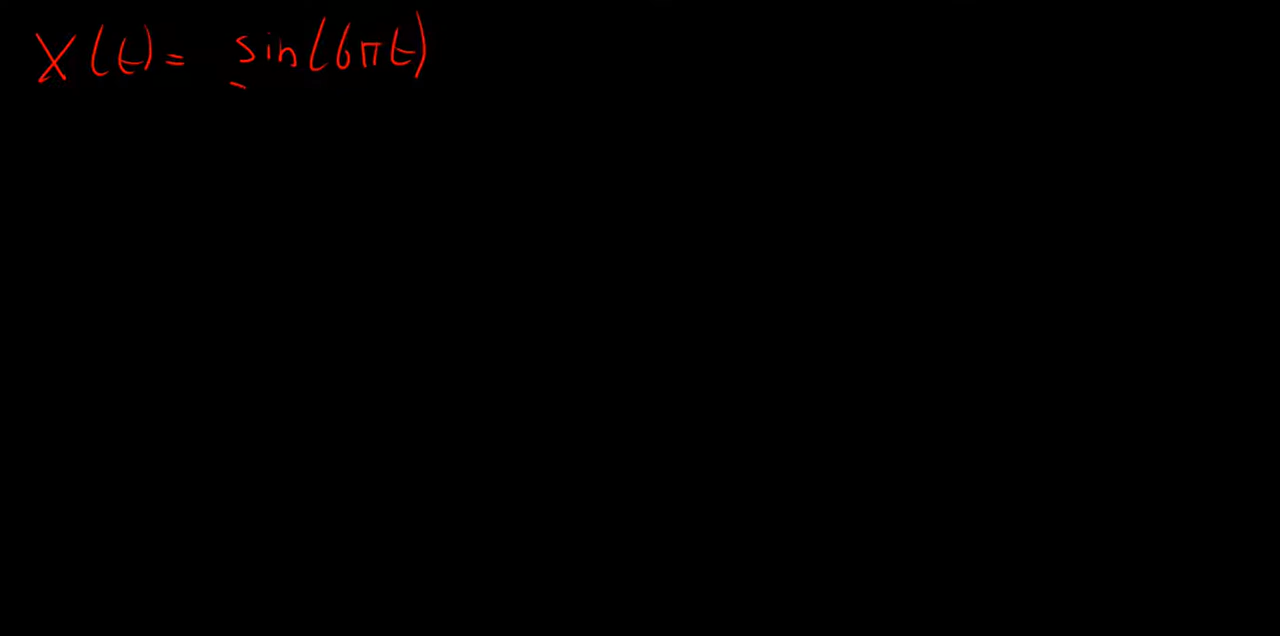 X(t) = sin(6πt)